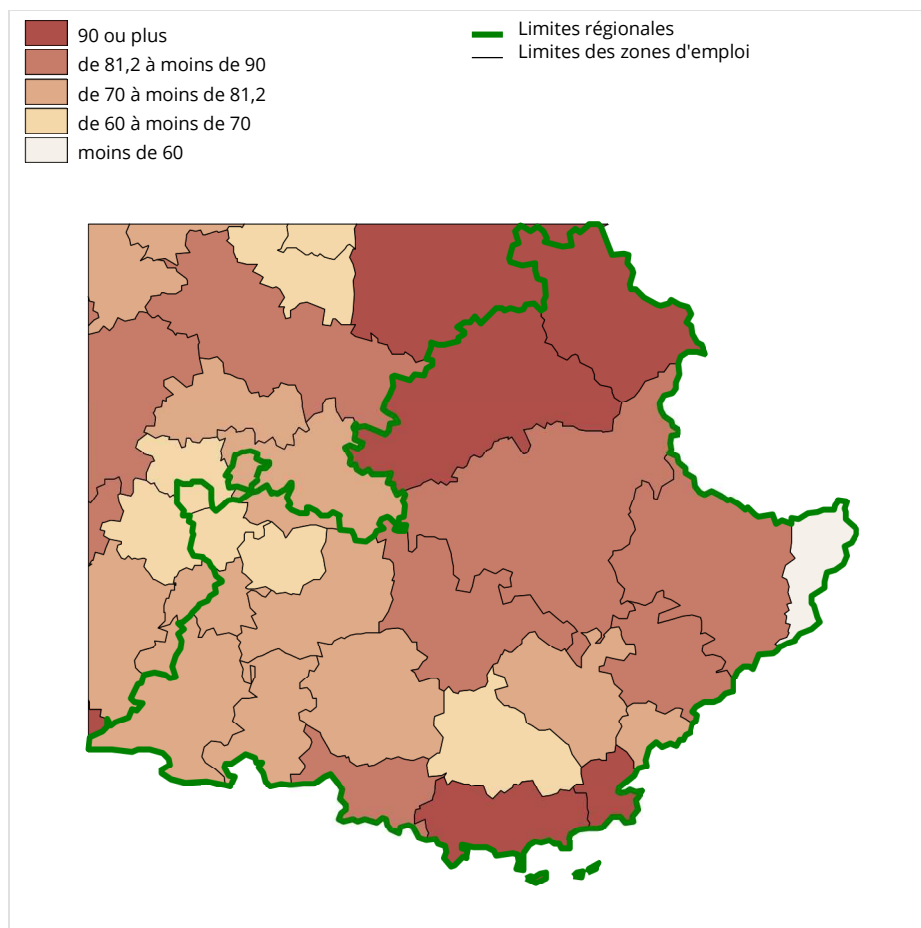 90 ou plus
de 81,2 à moins de 90
de 70 à moins de 81,2
de 60 à moins de 70
moins de 60
Limites régionales
Limites des zones d'emploi